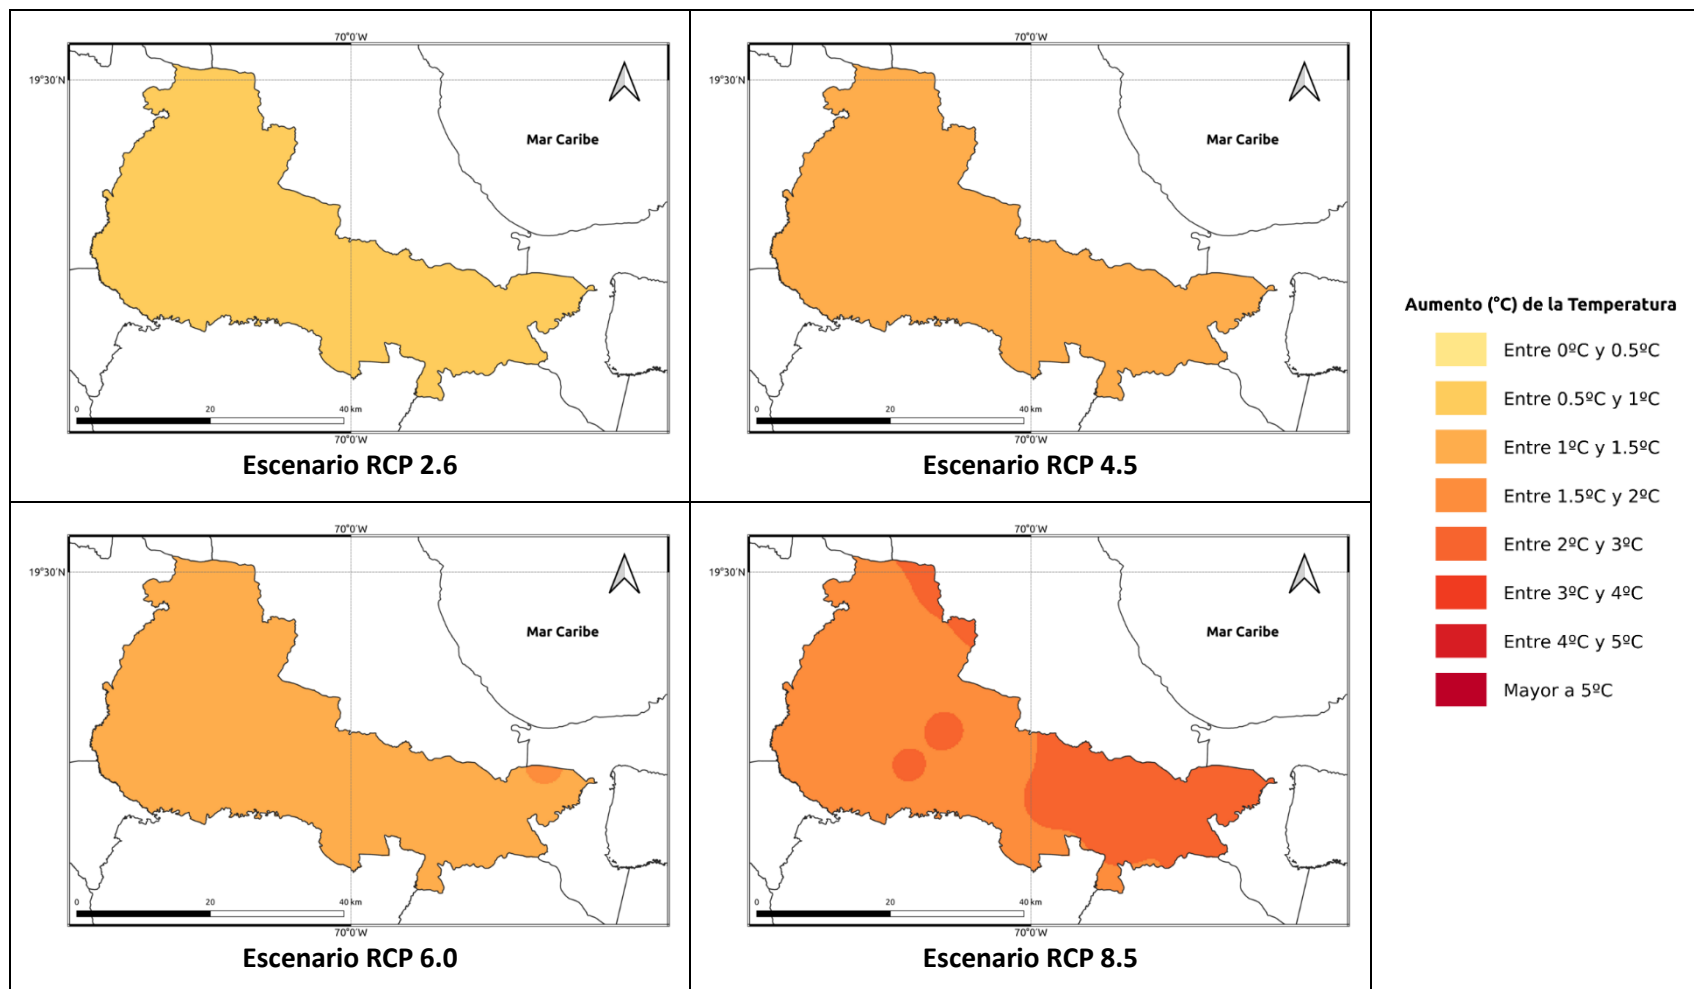 70°0'W
19°30'N
Mar Caribe
0 20 40 km
70°0'W
Escenario RCP 2.6
70°0'W
19°30'N
Mar Caribe
0 20 40 km
70°0'W
Escenario RCP 4.5
70°0'W
19°30'N
Mar Caribe
0 20 40 km
70°0'W
Escenario RCP 6.0
70°0'W
19°30'N
Mar Caribe
0 20 40 km
70°0'W
Escenario RCP 8.5
Aumento (°C) de la Temperatura
Entre 0ºC y 0.5ºC
Entre 0.5ºC y 1ºC
Entre 1ºC y 1.5ºC
Entre 1.5ºC y 2ºC
Entre 2ºC y 3ºC
Entre 3ºC y 4ºC
Entre 4ºC y 5ºC
Mayor a 5ºC